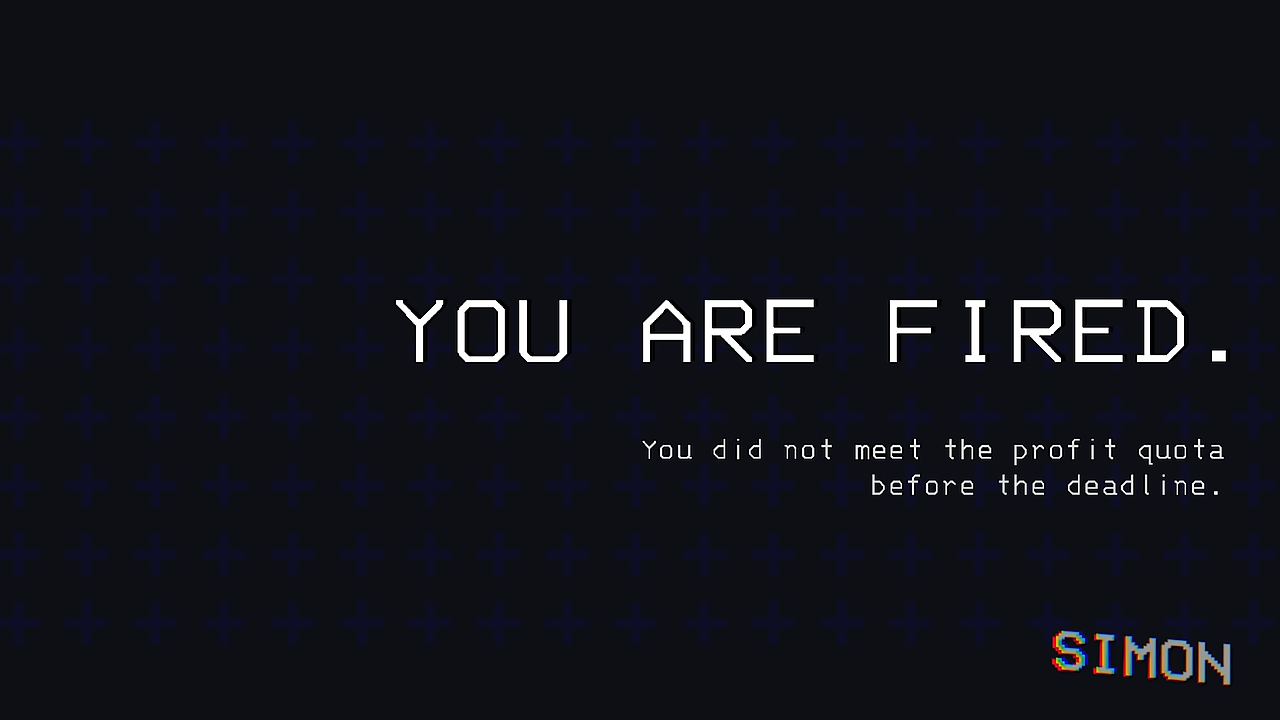 YOU ARE FIRED.
You did not meet the profit quota
before the deadline.
SIMON